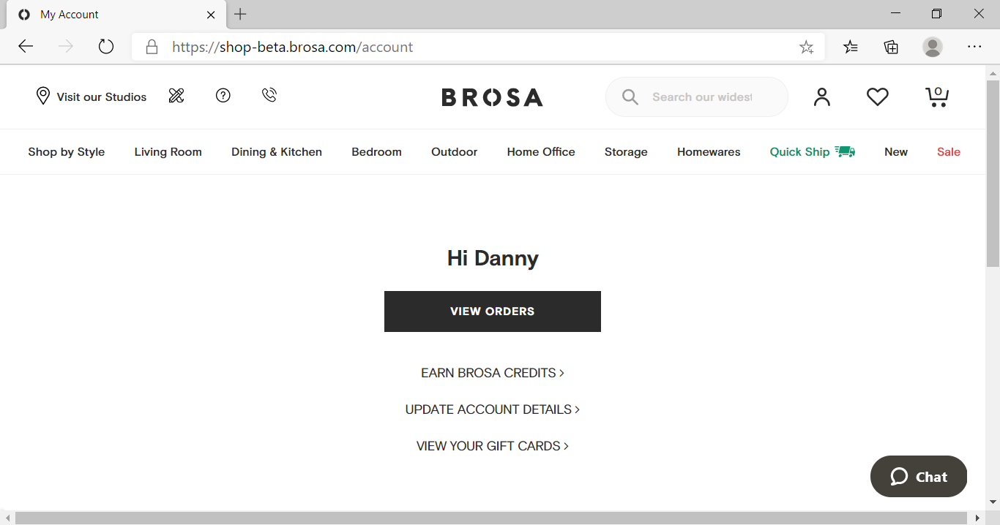 My Account
https://shop-beta.brosa.com/account
Visit our Studios
BROSA
Search our widest
0
Shop by Style
Living Room
Dining & Kitchen
Bedroom
Outdoor
Home Office
Storage
Homewares
Quick Ship
New
Sale
Hi Danny
VIEW ORDERS
EARN BROSA CREDITS >
UPDATE ACCOUNT DETAILS >
VIEW YOUR GIFT CARDS >
Chat